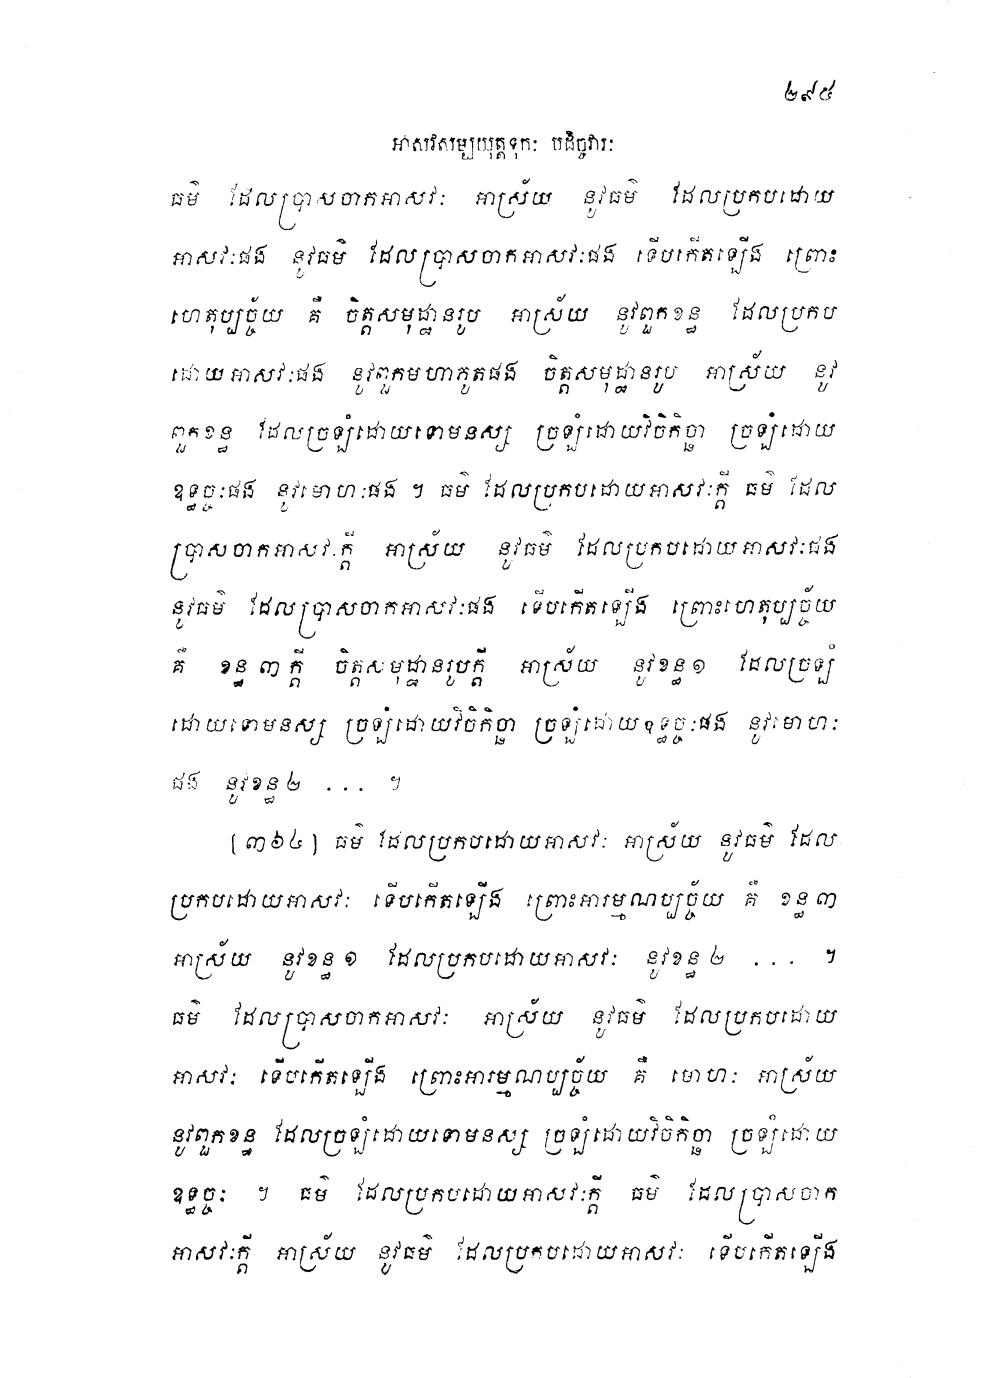 ២៩៥
អាសវសម្បយុត្តទុកៈ បដិច្ចវារៈ
ធម៌ ដែលប្រាសចាកអាសវៈ អាស្រ័យ នូវធម៌ ដែលប្រកបដោយ
អាសវៈផង នូវធម៌ ដែលប្រាសចាកអាសវៈផង ទើបកើតឡើង ព្រោះ
ហេតុប្បច្ច័យ គឺ ចិត្តសមុដ្ឋានរូប អាស្រ័យ នូវពួកខន្ធ ដែលប្រកប
ដោយអាសវៈផង នូវពួកមហាភូតផង ចិត្តសមុដ្ឋានរូប អាស្រ័យ នូវ
ពួកខន្ធ ដែលច្រឡំដោយទោមនស្ស ច្រឡំដោយវិចិកិច្ឆា ច្រឡំដោយ
ឧទ្ធច្ចៈផង នូវមោហៈផង ។ ធម៌ ដែលប្រកបដោយអាសវៈក្តី ធម៌ ដែល
ប្រាសចាកអាសវៈក្តី អាស្រ័យ នូវធម៌ ដែលប្រកបដោយអាសវៈផង
នូវធម៌ ដែលប្រាសចាកអាសវៈផង ទើបកើតឡើង ព្រោះហេតុប្បច្ច័យ
គឺ ខន្ធ ៣ ក្តី ចិត្តសមុដ្ឋានរូបក្តី អាស្រ័យ នូវខន្ធ ១ ដែលច្រឡំ
ដោយទោមនស្ស ច្រឡំដោយវិចិកិច្ឆា ច្រឡំដោយឧទ្ធច្ចៈផង នូវមោហៈ
ផង នូវខន្ធ ២ ... ។
[៣៦៤] ធម៌ ដែលប្រកបដោយអាសវៈ អាស្រ័យ នូវធម៌ ដែល
ប្រកបដោយអាសវៈ ទើបកើតឡើង ព្រោះអារម្មណប្បច្ច័យ គឺ ខន្ធ ៣
អាស្រ័យ នូវខន្ធ ១ ដែលប្រកបដោយអាសវៈ នូវខន្ធ ២ ... ។
ធម៌ ដែលប្រាសចាកអាសវៈ អាស្រ័យ នូវធម៌ ដែលប្រកបដោយ
អាសវៈ ទើបកើតឡើង ព្រោះអារម្មណប្បច្ច័យ គឺ មោហៈ អាស្រ័យ
នូវពួកខន្ធ ដែលច្រឡំដោយទោមនស្ស ច្រឡំដោយវិចិកិច្ឆា ច្រឡំដោយ
ឧទ្ធច្ចៈ ។ ធម៌ ដែលប្រកបដោយអាសវៈក្តី ធម៌ ដែលប្រាសចាក
អាសវៈក្តី អាស្រ័យ នូវធម៌ ដែលប្រកបដោយអាសវៈ ទើបកើតឡើង